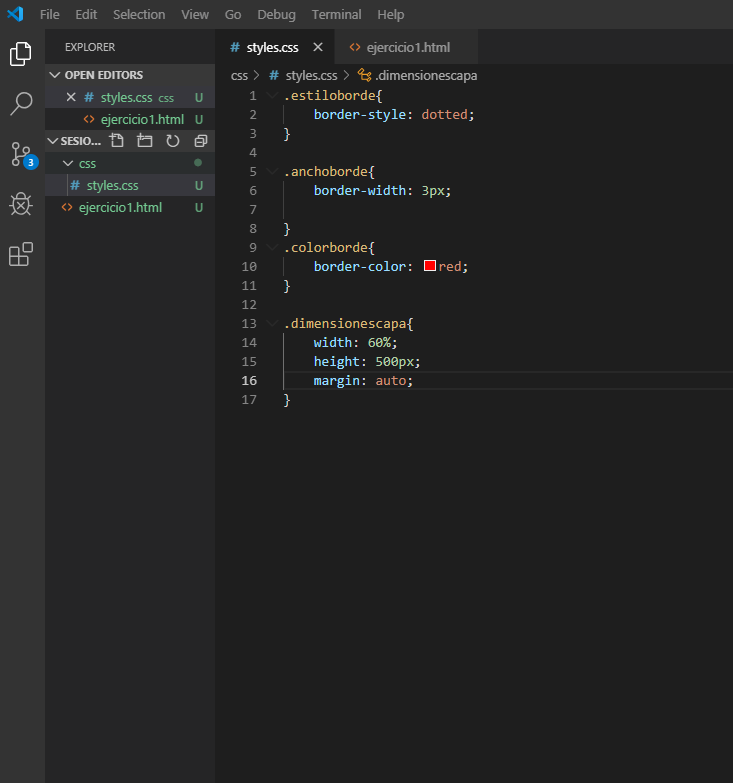 File Edit Selection View Go Debug Terminal Help
EXPLORER
OPEN EDITORS
styles.css css U
ejercicio1.html U
SESIO...
css
styles.css U
ejercicio1.html U
3
styles.css ejercicio1.html
css > styles.css > .dimensionescapa
1 .estiloborde{
2 border-style: dotted;
3 }
4
5 .anchoborde{
6 border-width: 3px;
7
8 }
9 .colorborde{
10 border-color: red;
11 }
12
13 .dimensionescapa{
14 width: 60%;
15 height: 500px;
16 margin: auto;
17 }